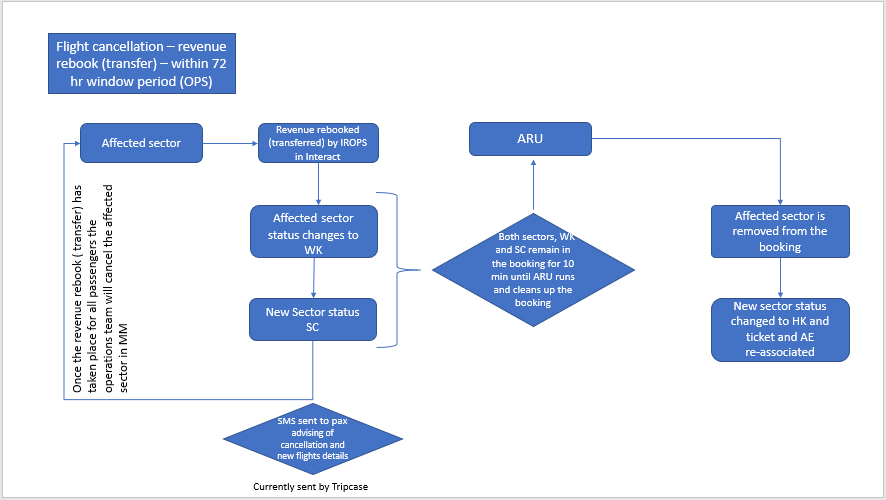 Flight cancellation – revenue
rebook (transfer) – within 72
hr window period (OPS)
Affected sector
Revenue rebooked
(transferred) by IROPS
in Interact
ARU
Affected sector
status changes to
WK
New Sector status
SC
Both sectors, WK
and SC remain in
the booking for 10
min until ARU runs
and cleans up the
booking
Affected sector is
removed from the
booking
New sector status
changed to HK and
ticket and AE
re-associated
Once the revenue rebook ( transfer) has
taken place for all passengers the
operations team will cancel the affected
sector in MM
SMS sent to pax
advising of
cancellation and
new flights details
Currently sent by Tripcase